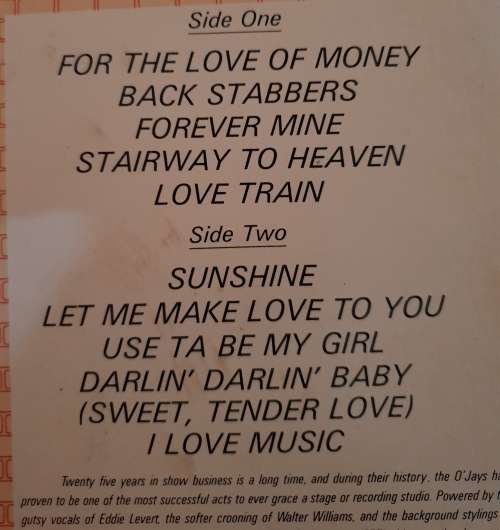 Side One
FOR THE LOVE OF MONEY
BACK STABBERS
FOREVER MINE
STAIRWAY TO HEAVEN
LOVE TRAIN
Side Two
SUNSHINE
LET ME MAKE LOVE TO YOU
USE TA BE MY GIRL
DARLIN' DARLIN' BABY
(SWEET, TENDER LOVE)
I LOVE MUSIC
Twenty five years in show business is a long time, and during their history, the O'Jays
proven to be one of the most successful acts to ever grace a stage or recording studio. Powered by
gutsy vocals of Eddie Levert, the softer crooning of Walter Williams, and the background stylings